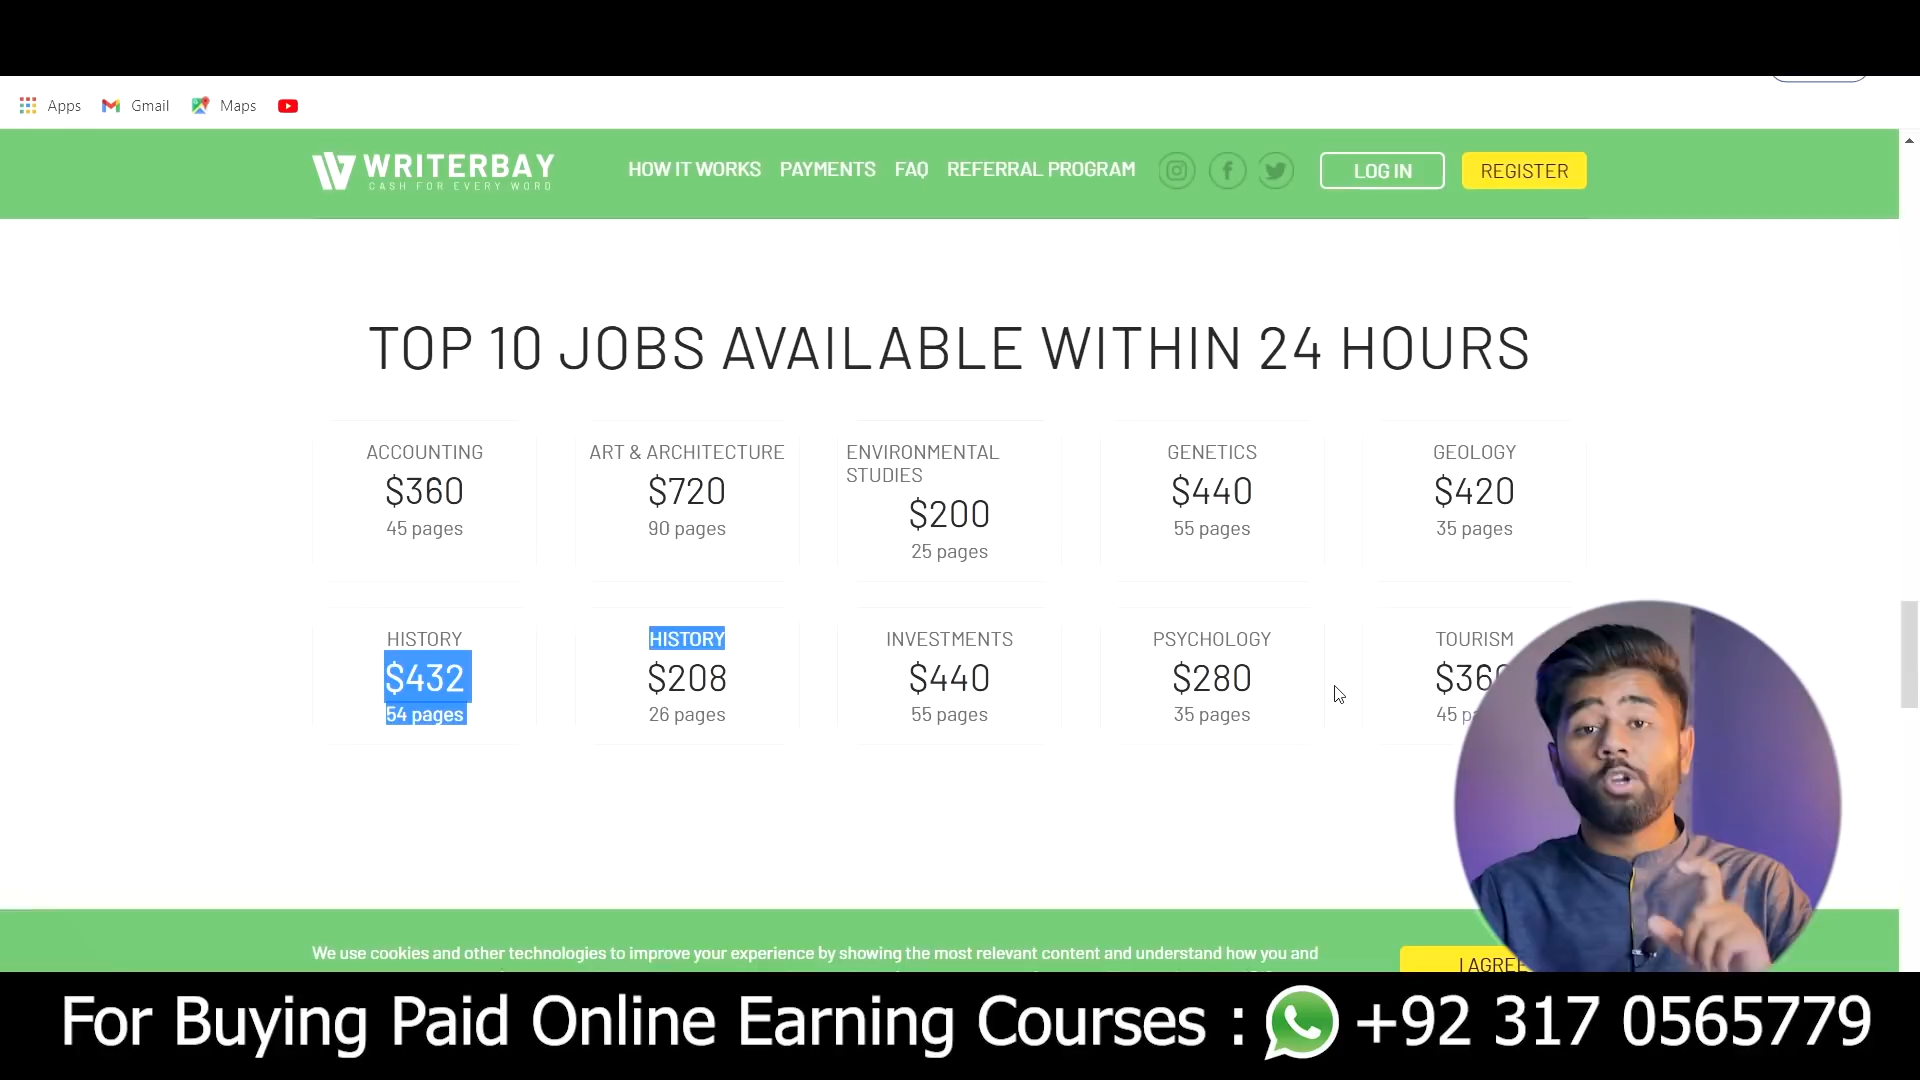 Apps Gmail Maps
WRITERBAY
CASH FOR EVERY WORD
HOW IT WORKS PAYMENTS FAQ REFERRAL PROGRAM LOG IN REGISTER
TOP 10 JOBS AVAILABLE WITHIN 24 HOURS
ACCOUNTING
$360
45 pages
ART & ARCHITECTURE
$720
90 pages
ENVIRONMENTAL
STUDIES
$200
25 pages
GENETICS
$440
55 pages
GEOLOGY
$420
35 pages
HISTORY
$432
54 pages
HISTORY
$208
26 pages
INVESTMENTS
$440
55 pages
PSYCHOLOGY
$280
35 pages
TOURISM
$360
45
We use cookies and other technologies to improve your experience by showing the most relevant content and understand how you and
I AGREE
For Buying Paid Online Earning Courses : +92 317 0565779